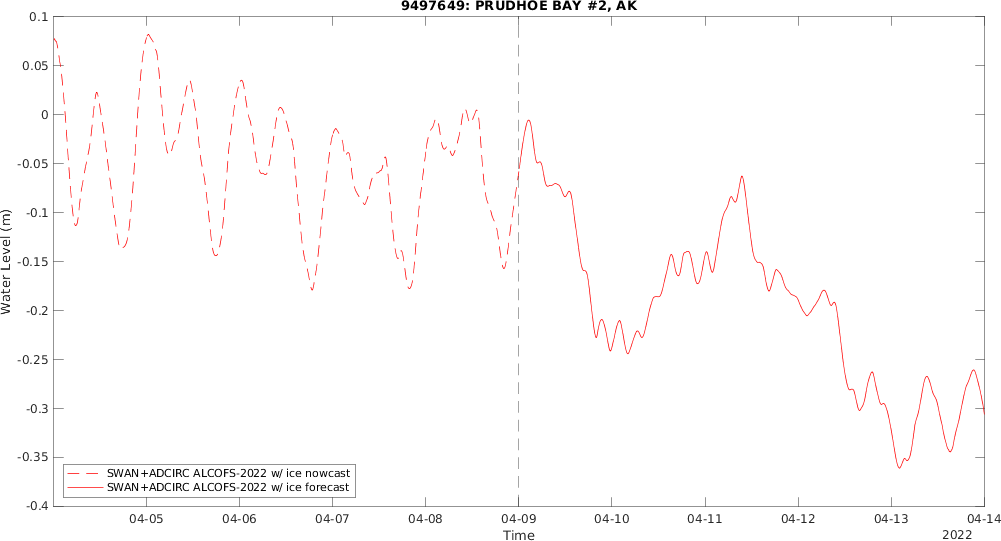 9497649: PRUDHOE BAY #2, AK
Water Level (m)
0.1
0.05
0
-0.05
-0.1
-0.15
-0.2
-0.25
-0.3
-0.35
-0.4
SWAN+ADCIRC ALCOFS-2022 w/ ice nowcast
SWAN+ADCIRC ALCOFS-2022 w/ ice forecast
04-05 04-06 04-07 04-08 04-09 04-10 04-11 04-12 04-13 04-14
Time
2022